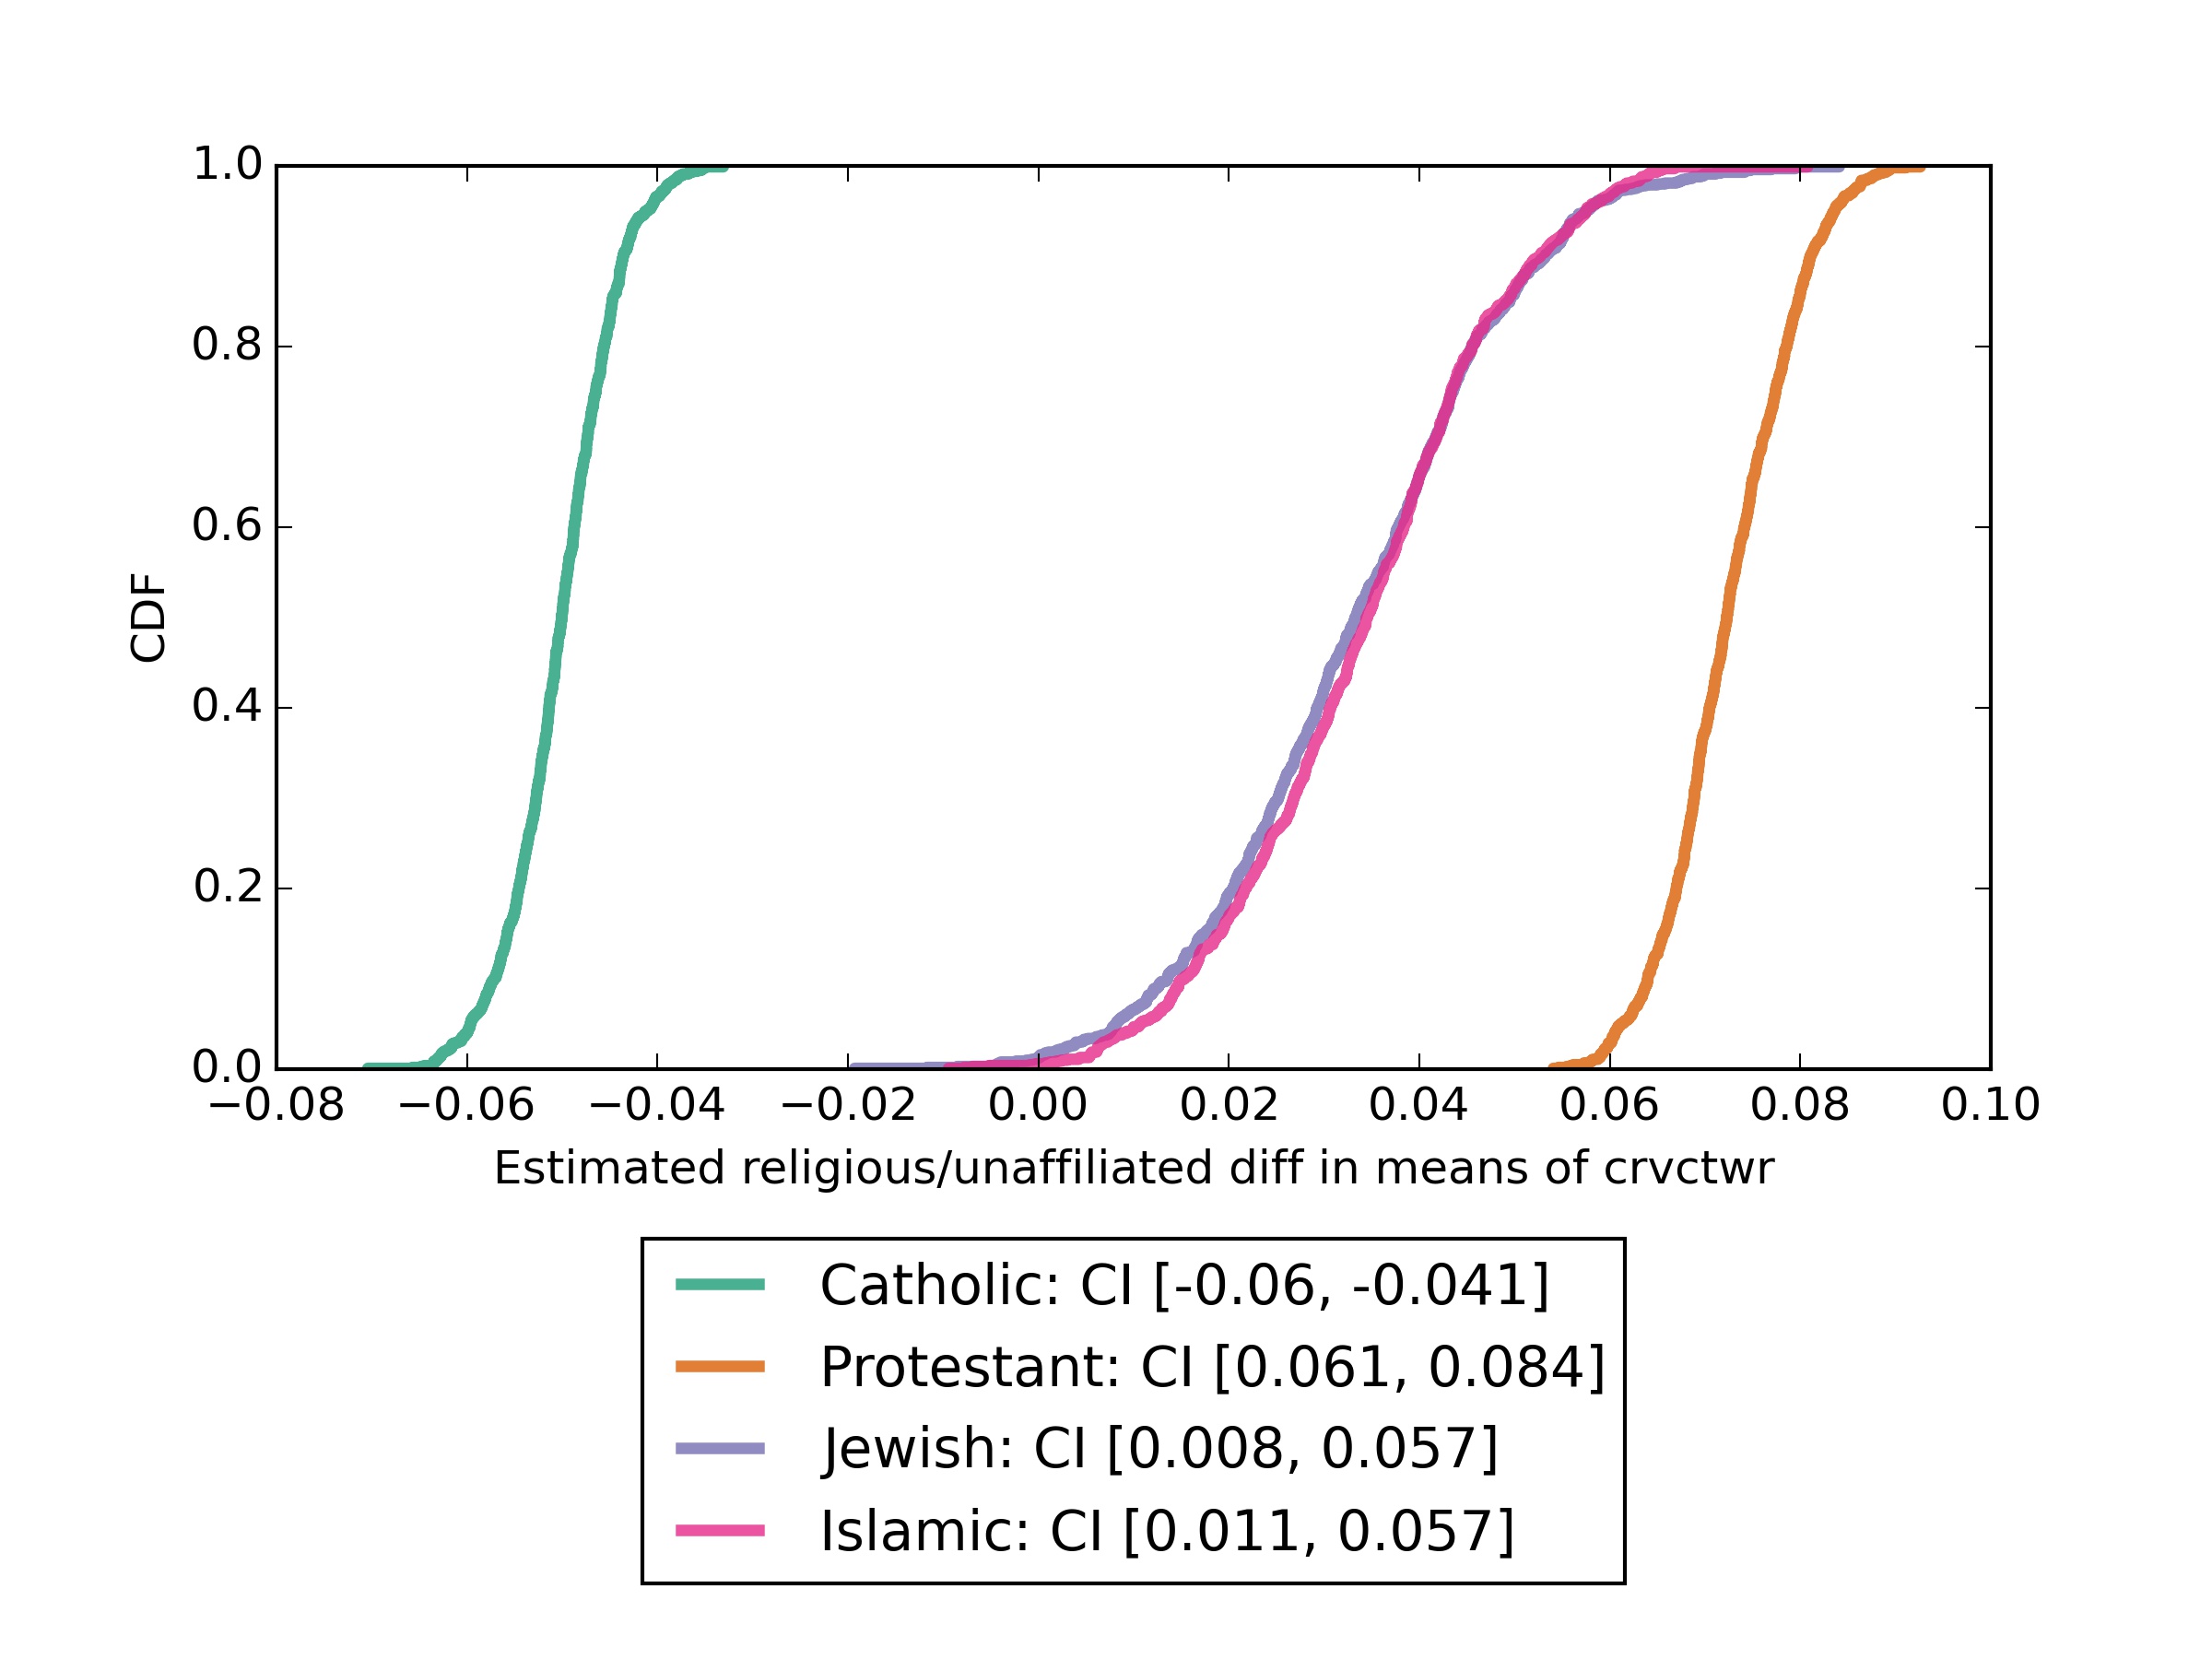 1.0
0.8
0.6
0.4
0.2
0.0
CDF
−0.08 −0.06 −0.04 −0.02 0.00 0.02 0.04 0.06 0.08 0.10
Estimated religious/unaffiliated diff in means of crvctwr
Catholic: CI [-0.06, -0.041]
Protestant: CI [0.061, 0.084]
Jewish: CI [0.008, 0.057]
Islamic: CI [0.011, 0.057]